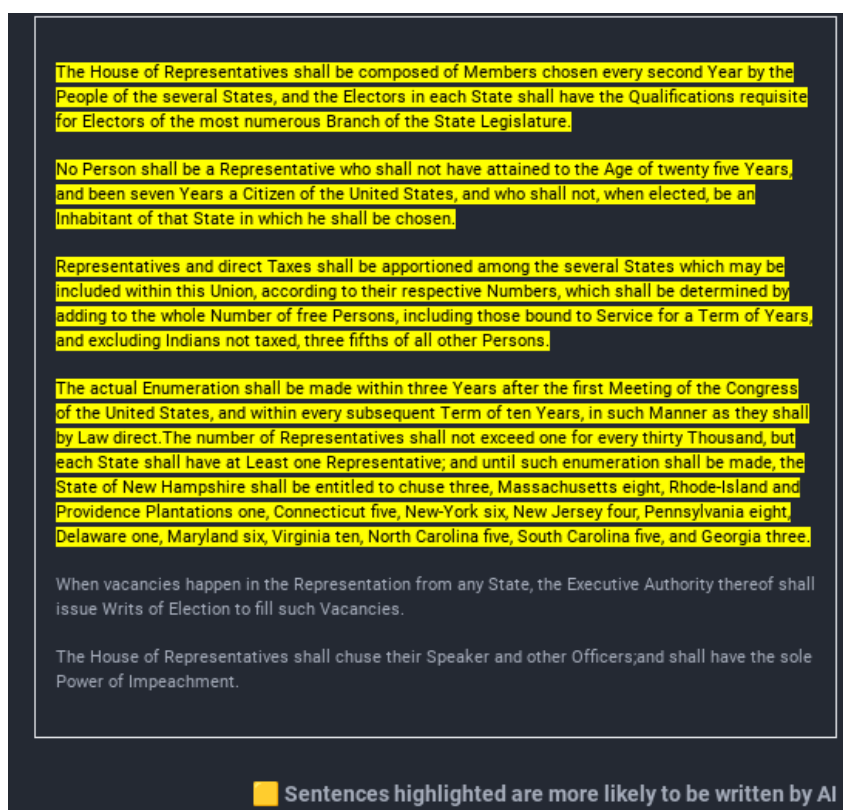 The House of Representatives shall be composed of Members chosen every second Year by the
People of the several States, and the Electors in each State shall have the Qualifications requisite
for Electors of the most numerous Branch of the State Legislature.
No Person shall be a Representative who shall not have attained to the Age of twenty five Years,
and been seven Years a Citizen of the United States, and who shall not, when elected, be an
Inhabitant of that State in which he shall be chosen.
Representatives and direct Taxes shall be apportioned among the several States which may be
included within this Union, according to their respective Numbers, which shall be determined by
adding to the whole Number of free Persons, including those bound to Service for a Term of Years,
and excluding Indians not taxed, three fifths of all other Persons.
The actual Enumeration shall be made within three Years after the first Meeting of the Congress
of the United States, and within every subsequent Term of ten Years, in such Manner as they shall
by Law direct.The number of Representatives shall not exceed one for every thirty Thousand, but
each State shall have at Least one Representative; and until such enumeration shall be made, the
State of New Hampshire shall be entitled to chuse three, Massachusetts eight, Rhode-Island and
Providence Plantations one, Connecticut five, New-York six, New Jersey four, Pennsylvania eight,
Delaware one, Maryland six, Virginia ten, North Carolina five, South Carolina five, and Georgia three.
When vacancies happen in the Representation from any State, the Executive Authority thereof shall
issue Writs of Election to fill such Vacancies.
The House of Representatives shall chuse their Speaker and other Officers;and shall have the sole
Power of Impeachment.
Sentences highlighted are more likely to be written by AI